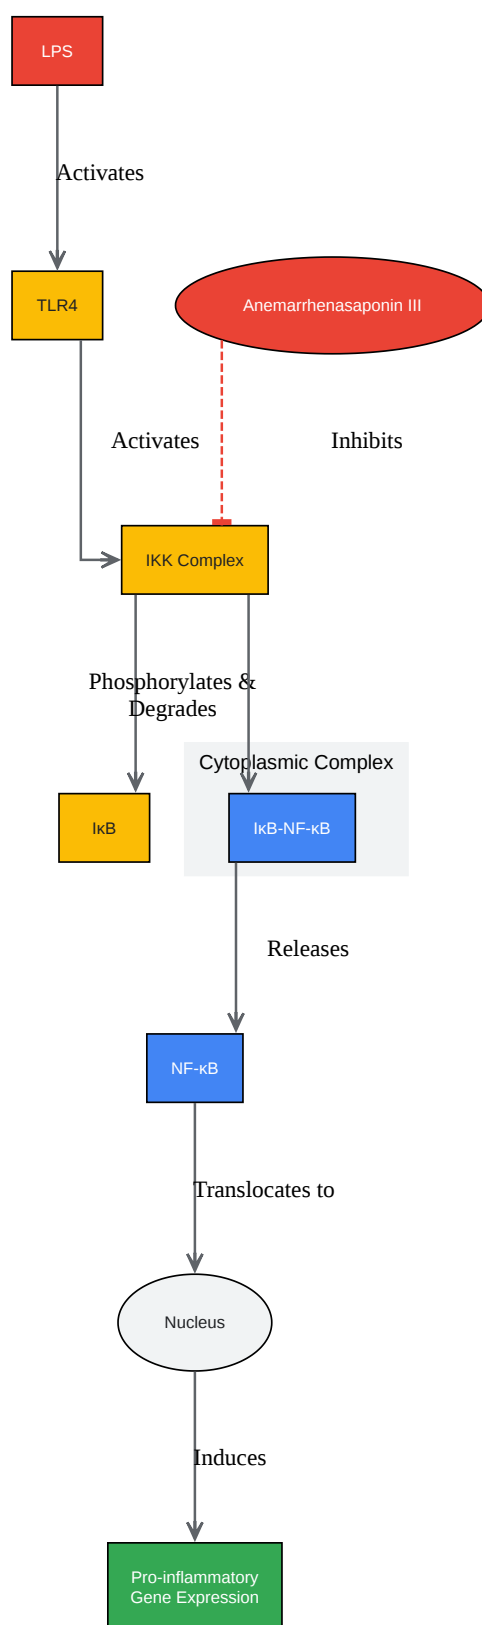 LPS
Activates
TLR4
Anemarrhenasaponin III
Activates
Inhibits
IKK Complex
Phosphorylates &
Degrades
Cytoplasmic Complex
IκB
IκB-NF-κB
Releases
NF-κB
Translocates to
Nucleus
Induces
Pro-inflammatory
Gene Expression